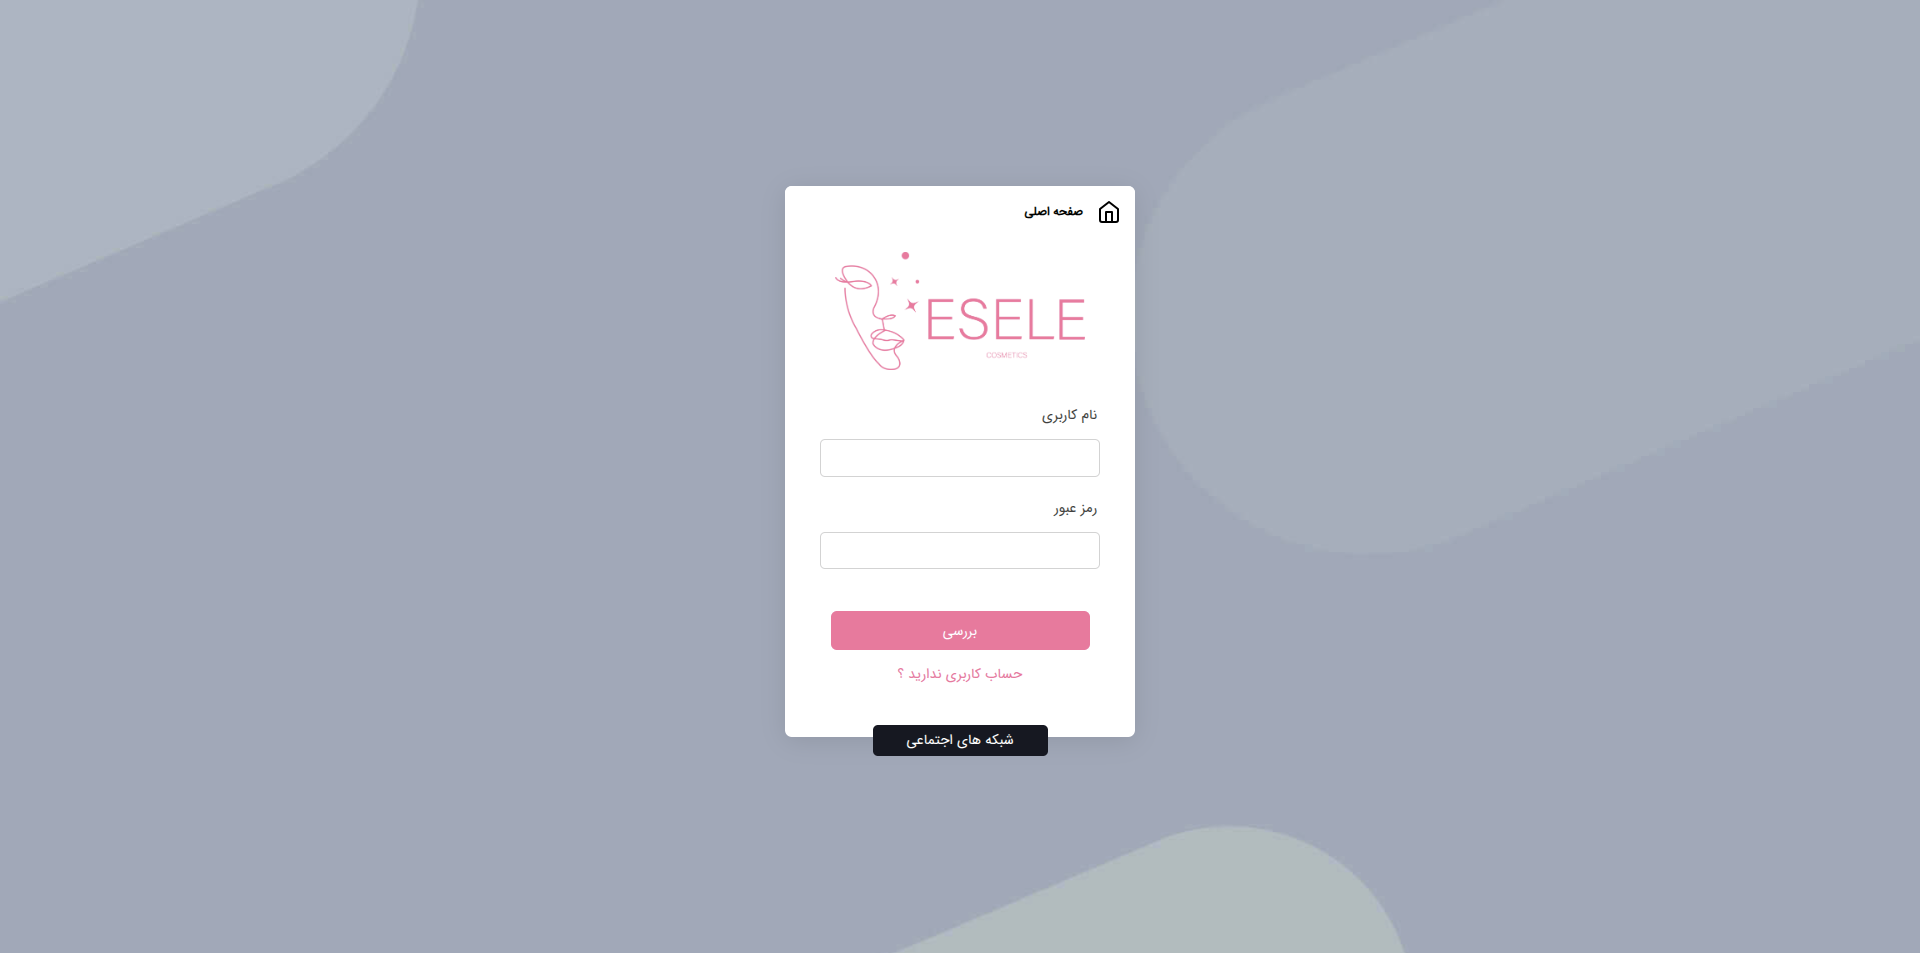 صفحه اصلی
ESELE
COSMETICS
نام کاربری
رمز عبور
بررسی
حساب کاربری ندارید ؟
شبکه های اجتماعی